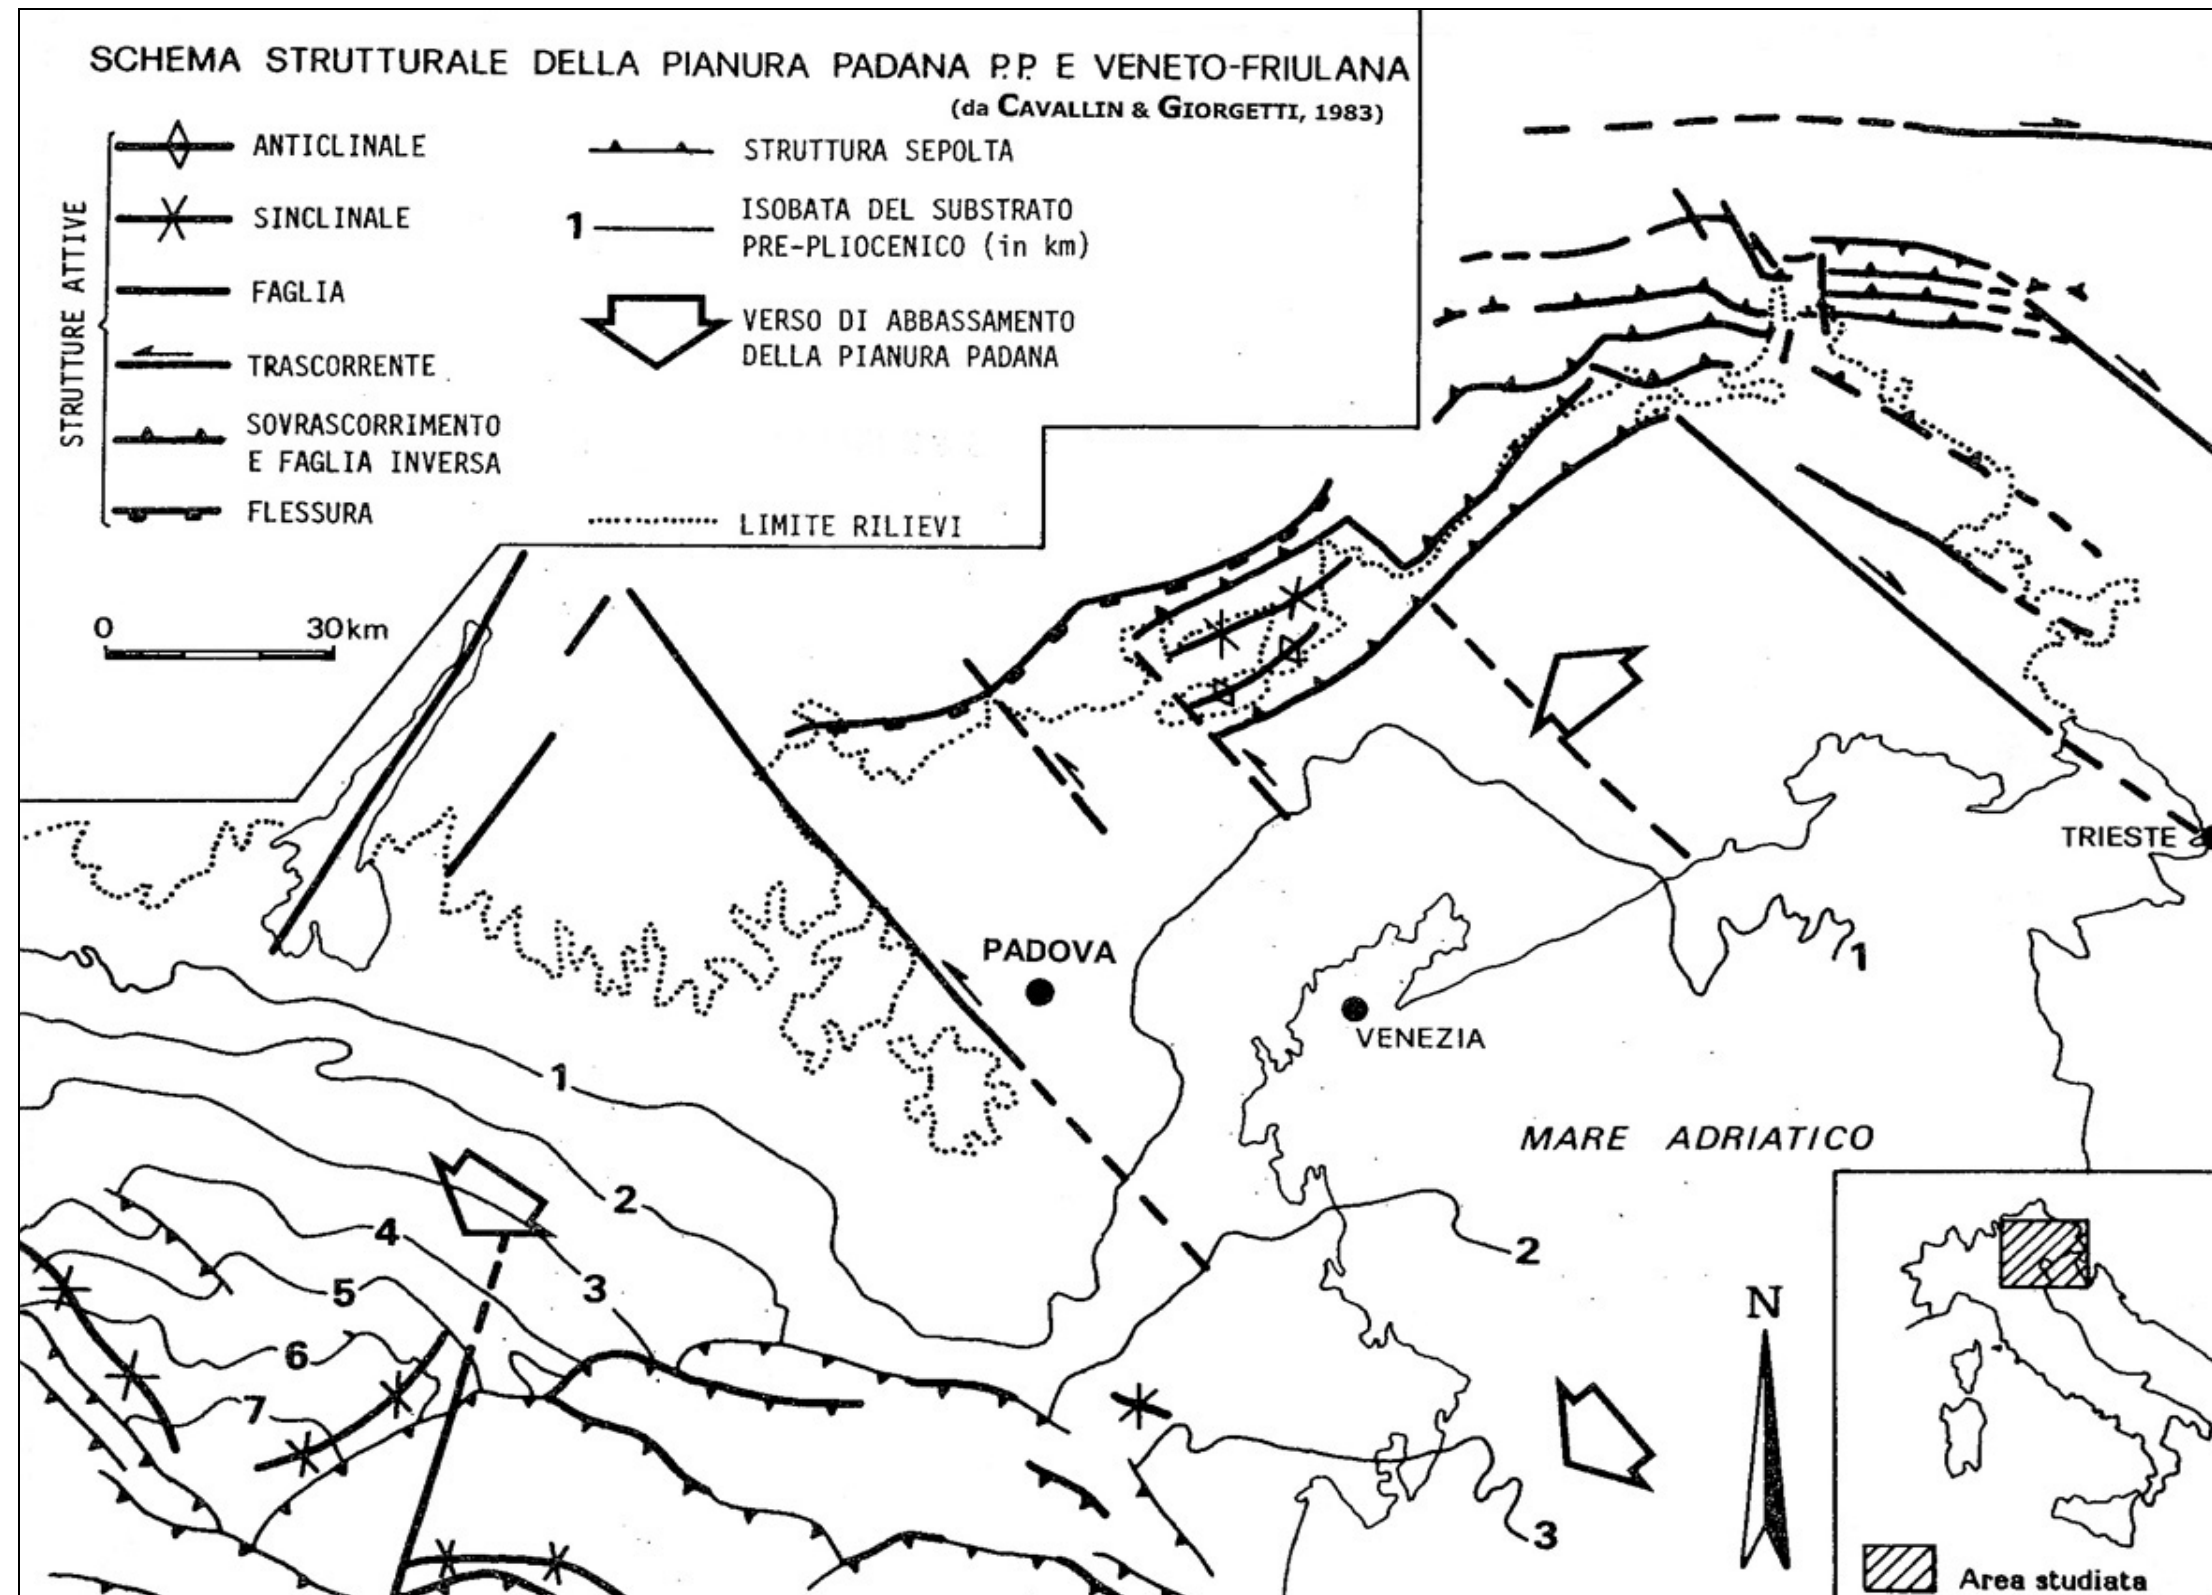 SCHEMA STRUTTURALE DELLA PIANURA PADANA P.P. E VENETO-FRIULANA
(da CAVALLIN & GIORGETTI, 1983)
STRUTTURE ATTIVE
ANTICLINALE
SINCLINALE
FAGLIA
TRASCORRENTE
SOVRASCORRIMENTO
E FAGLIA INVERSA
FLESSURA
STRUTTURA SEPOLTA
1
ISOBATA DEL SUBSTRATO
PRE-PLIOCENICO (in km)
VERSO DI ABBASSAMENTO
DELLA PIANURA PADANA
LIMITE RILIEVI
0 30km
TRIESTE
PADOVA
1
VENEZIA
1
MARE ADRIATICO
2
4
2
5
3
N
6
7
3
Area studiata